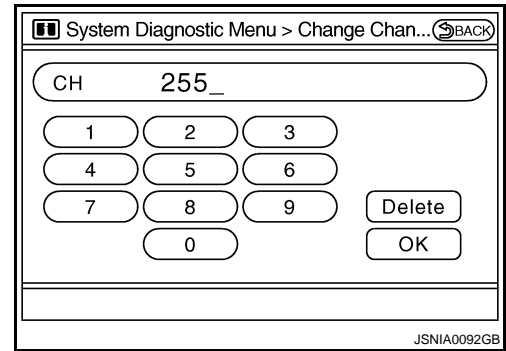 System Diagnostic Menu > Change Chan... BACK
CH 255_
1 2 3
4 5 6
7 8 9 Delete
0 OK
JSNIA0092GB